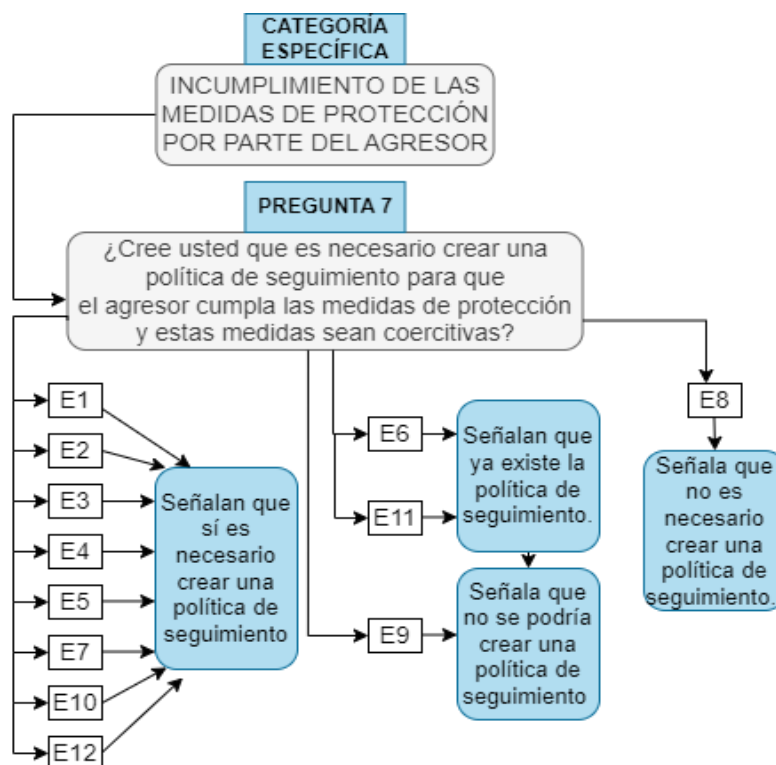 CATEGORÍA
ESPECÍFICA
INCUMPLIMIENTO DE LAS
MEDIDAS DE PROTECCIÓN
POR PARTE DEL AGRESOR
PREGUNTA 7
¿Cree usted que es necesario crear una
política de seguimiento para que
el agresor cumpla las medidas de protección
y estas medidas sean coercitivas?
E1
E2
E3
E4
E5
E7
E10
E12
Señalan que
sí es
necesario
crear una
política de
seguimiento
E6
E11
Señalan que
ya existe la
política de
seguimiento.
E9
Señala que
no se podría
crear una
política de
seguimiento
E8
Señala que
no es
necesario
crear una
política de
seguimiento.